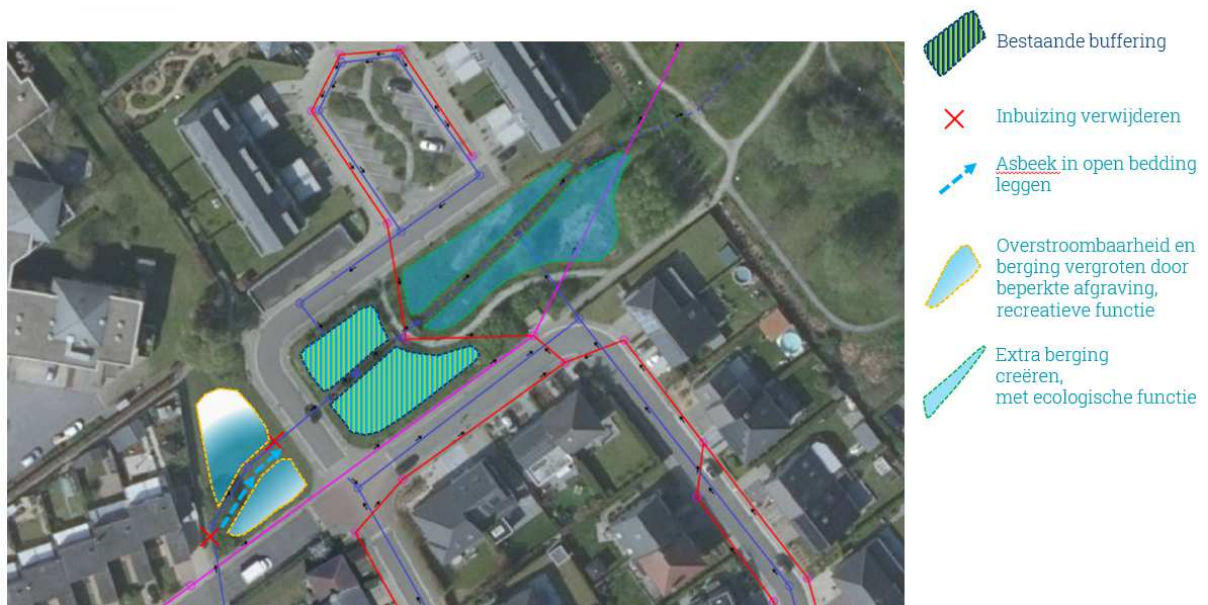 Bestaande buffering
Inbuizing verwijderen
Asbeek in open bedding
leggen
Overstroombaarheid en
berging vergroten door
beperkte afgraving,
recreatieve functie
Extra berging
creëren,
met ecologische functie